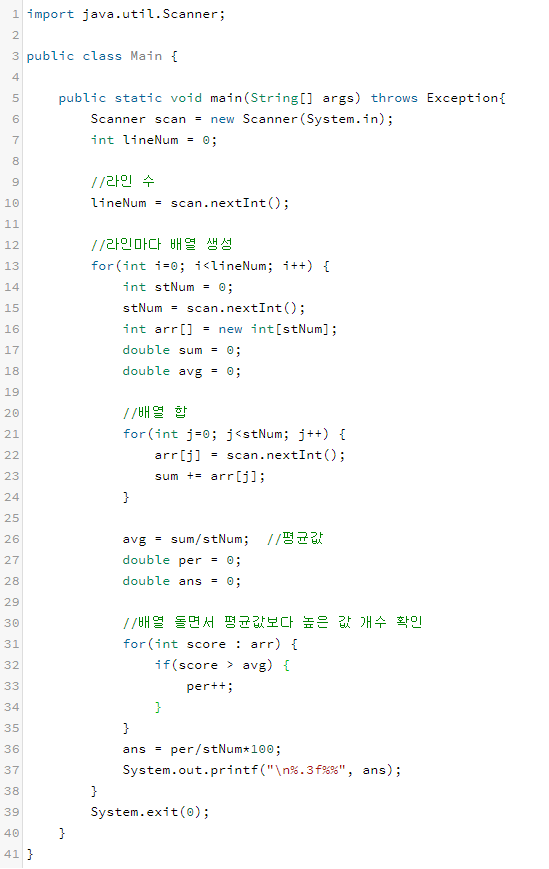 1 import java.util.Scanner;
2
3 public class Main {
4
5     public static void main(String[] args) throws Exception{
6         Scanner scan = new Scanner(System.in);
7         int lineNum = 0;
8
9         //라인 수
10         lineNum = scan.nextInt();
11
12         //라인마다 배열 생성
13         for(int i=0; i<lineNum; i++) {
14             int stNum = 0;
15             stNum = scan.nextInt();
16             int arr[] = new int[stNum];
17             double sum = 0;
18             double avg = 0;
19
20             //배열 합
21             for(int j=0; j<stNum; j++) {
22                 arr[j] = scan.nextInt();
23                 sum += arr[j];
24             }
25
26             avg = sum/stNum;  //평균값
27             double per = 0;
28             double ans = 0;
29
30             //배열 돌면서 평균값보다 높은 값 개수 확인
31             for(int score : arr) {
32                 if(score > avg) {
33                     per++;
34                 }
35             }
36             ans = per/stNum*100;
37             System.out.printf("\n%.3f%%", ans);
38         }
39         System.exit(0);
40     }
41 }